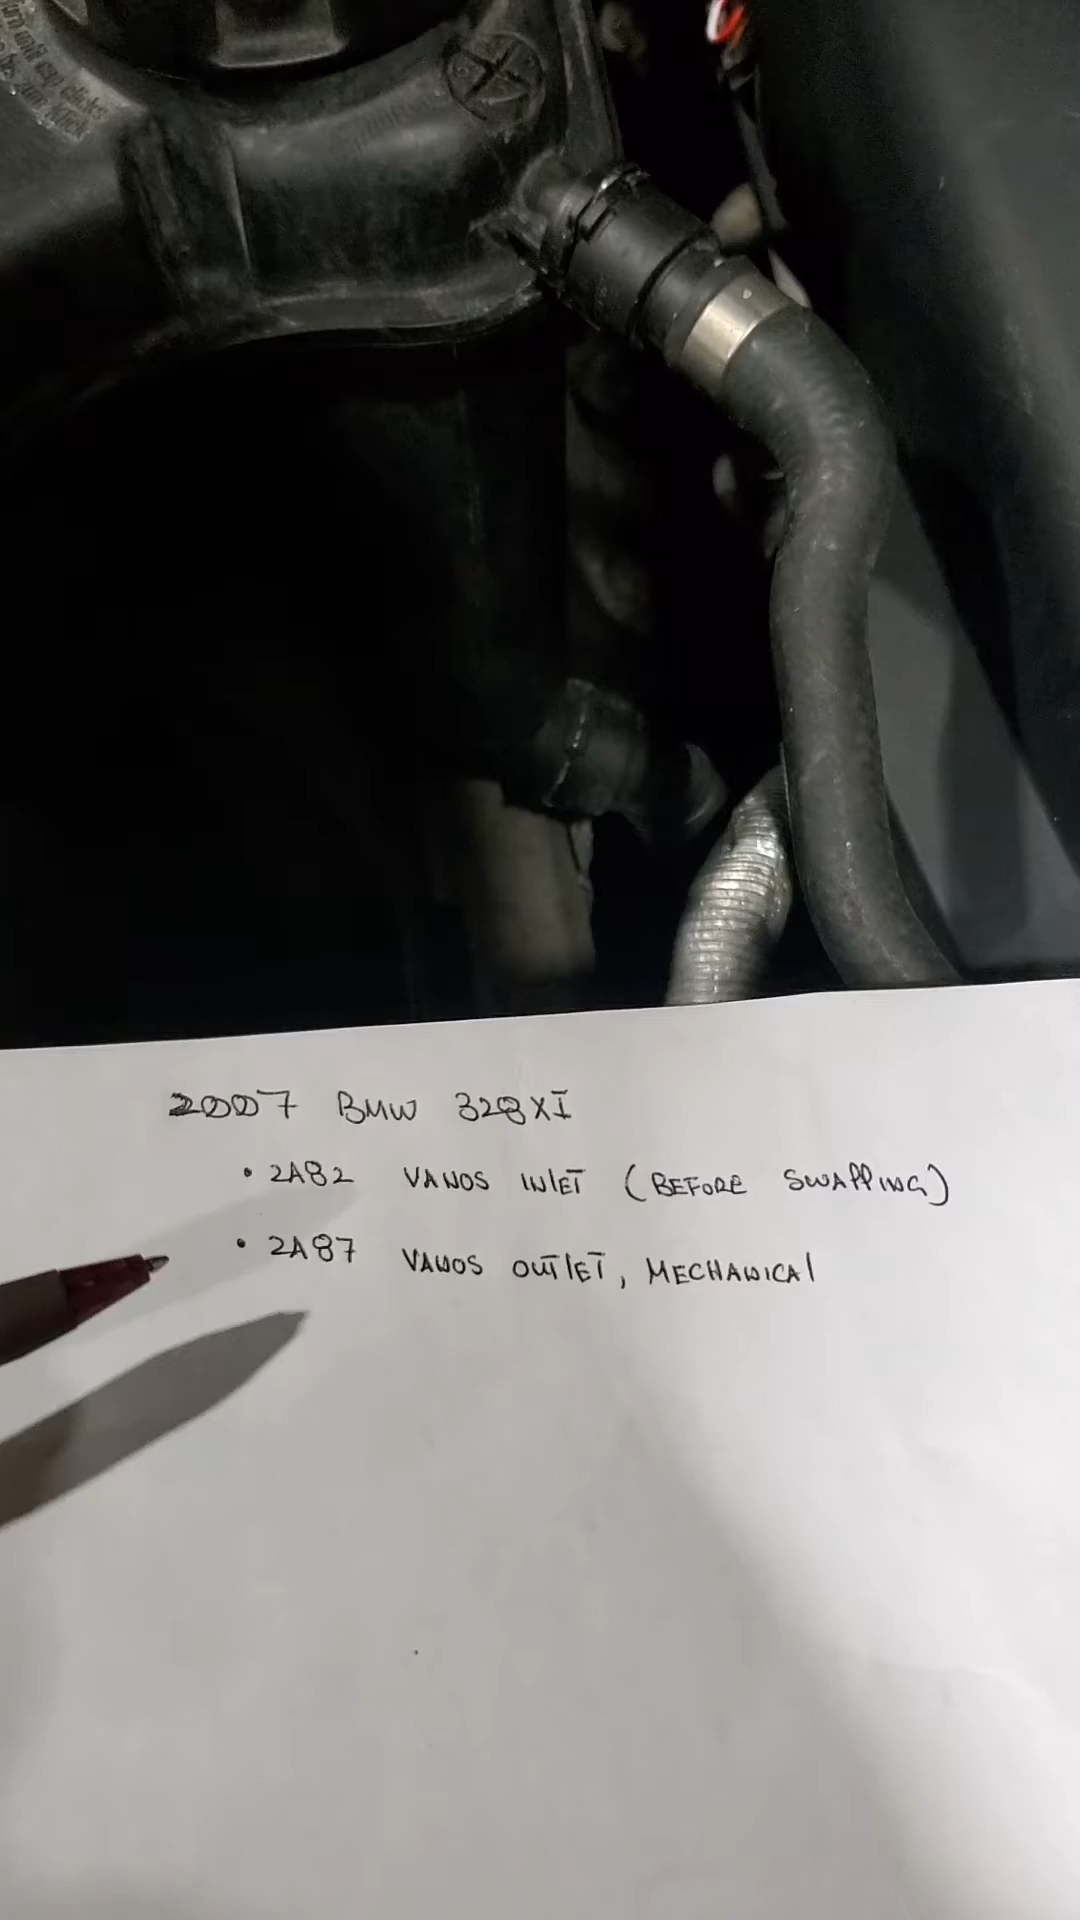 2007 BMW 328XI
• 2A82 VANOS INLET (BEFORE SWAPPING)
• 2A87 VANOS OUTLET, MECHANICAL